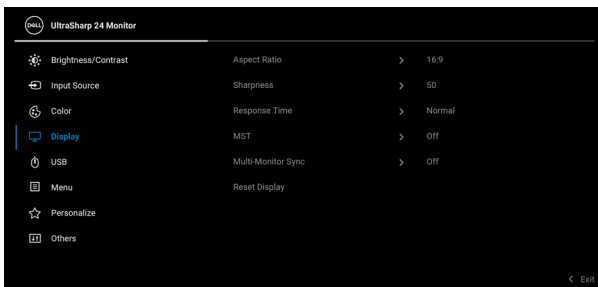 DELL UltraSharp 24 Monitor
Brightness/Contrast Aspect Ratio > 16:9
Input Source Sharpness > 50
Color Response Time > Normal
Display MST > Off
USB Multi-Monitor Sync > Off
Menu Reset Display
Personalize
Others
< Exit